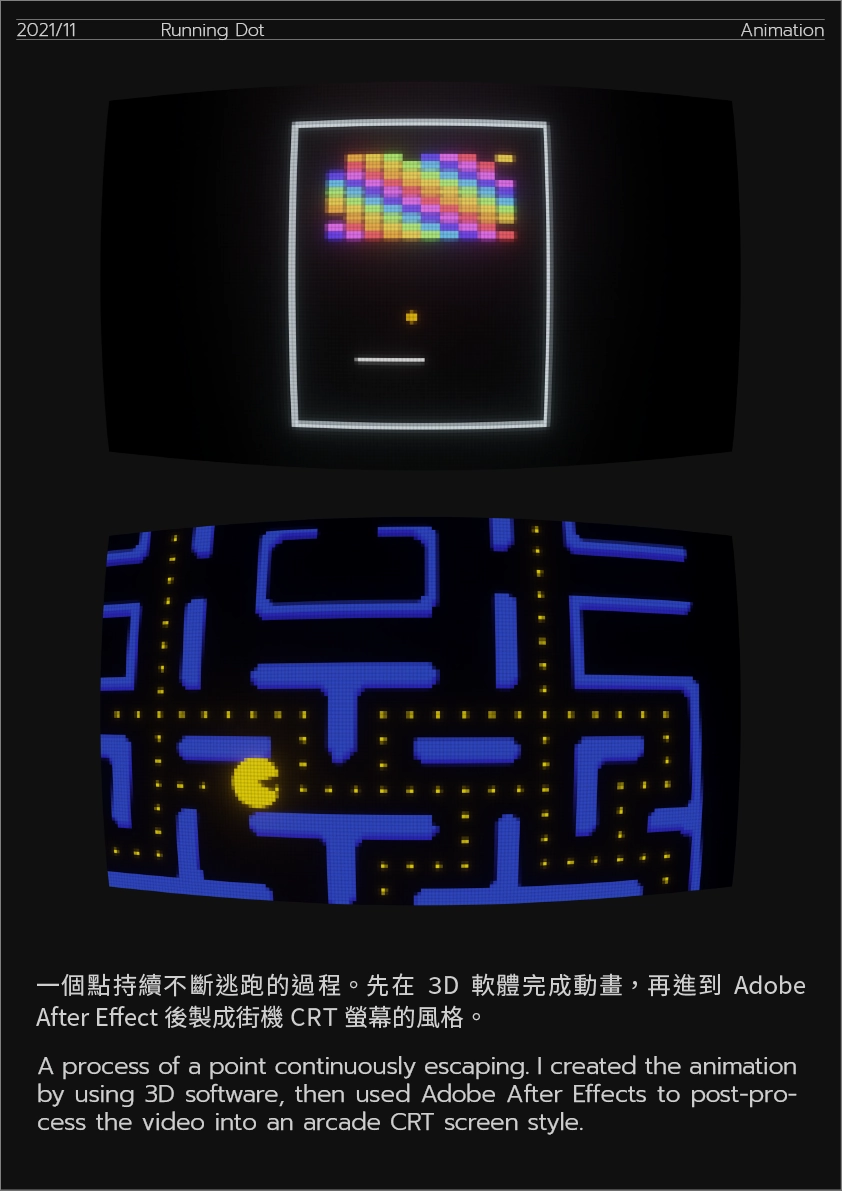 2021/11 Running Dot Animation
一個點持續不斷逃跑的過程。先在 3D 軟體完成動畫，再進到 Adobe
After Effect 後製成街機 CRT 螢幕的風格。
A process of a point continuously escaping. I created the animation
by using 3D software, then used Adobe After Effects to post-pro-
cess the video into an arcade CRT screen style.